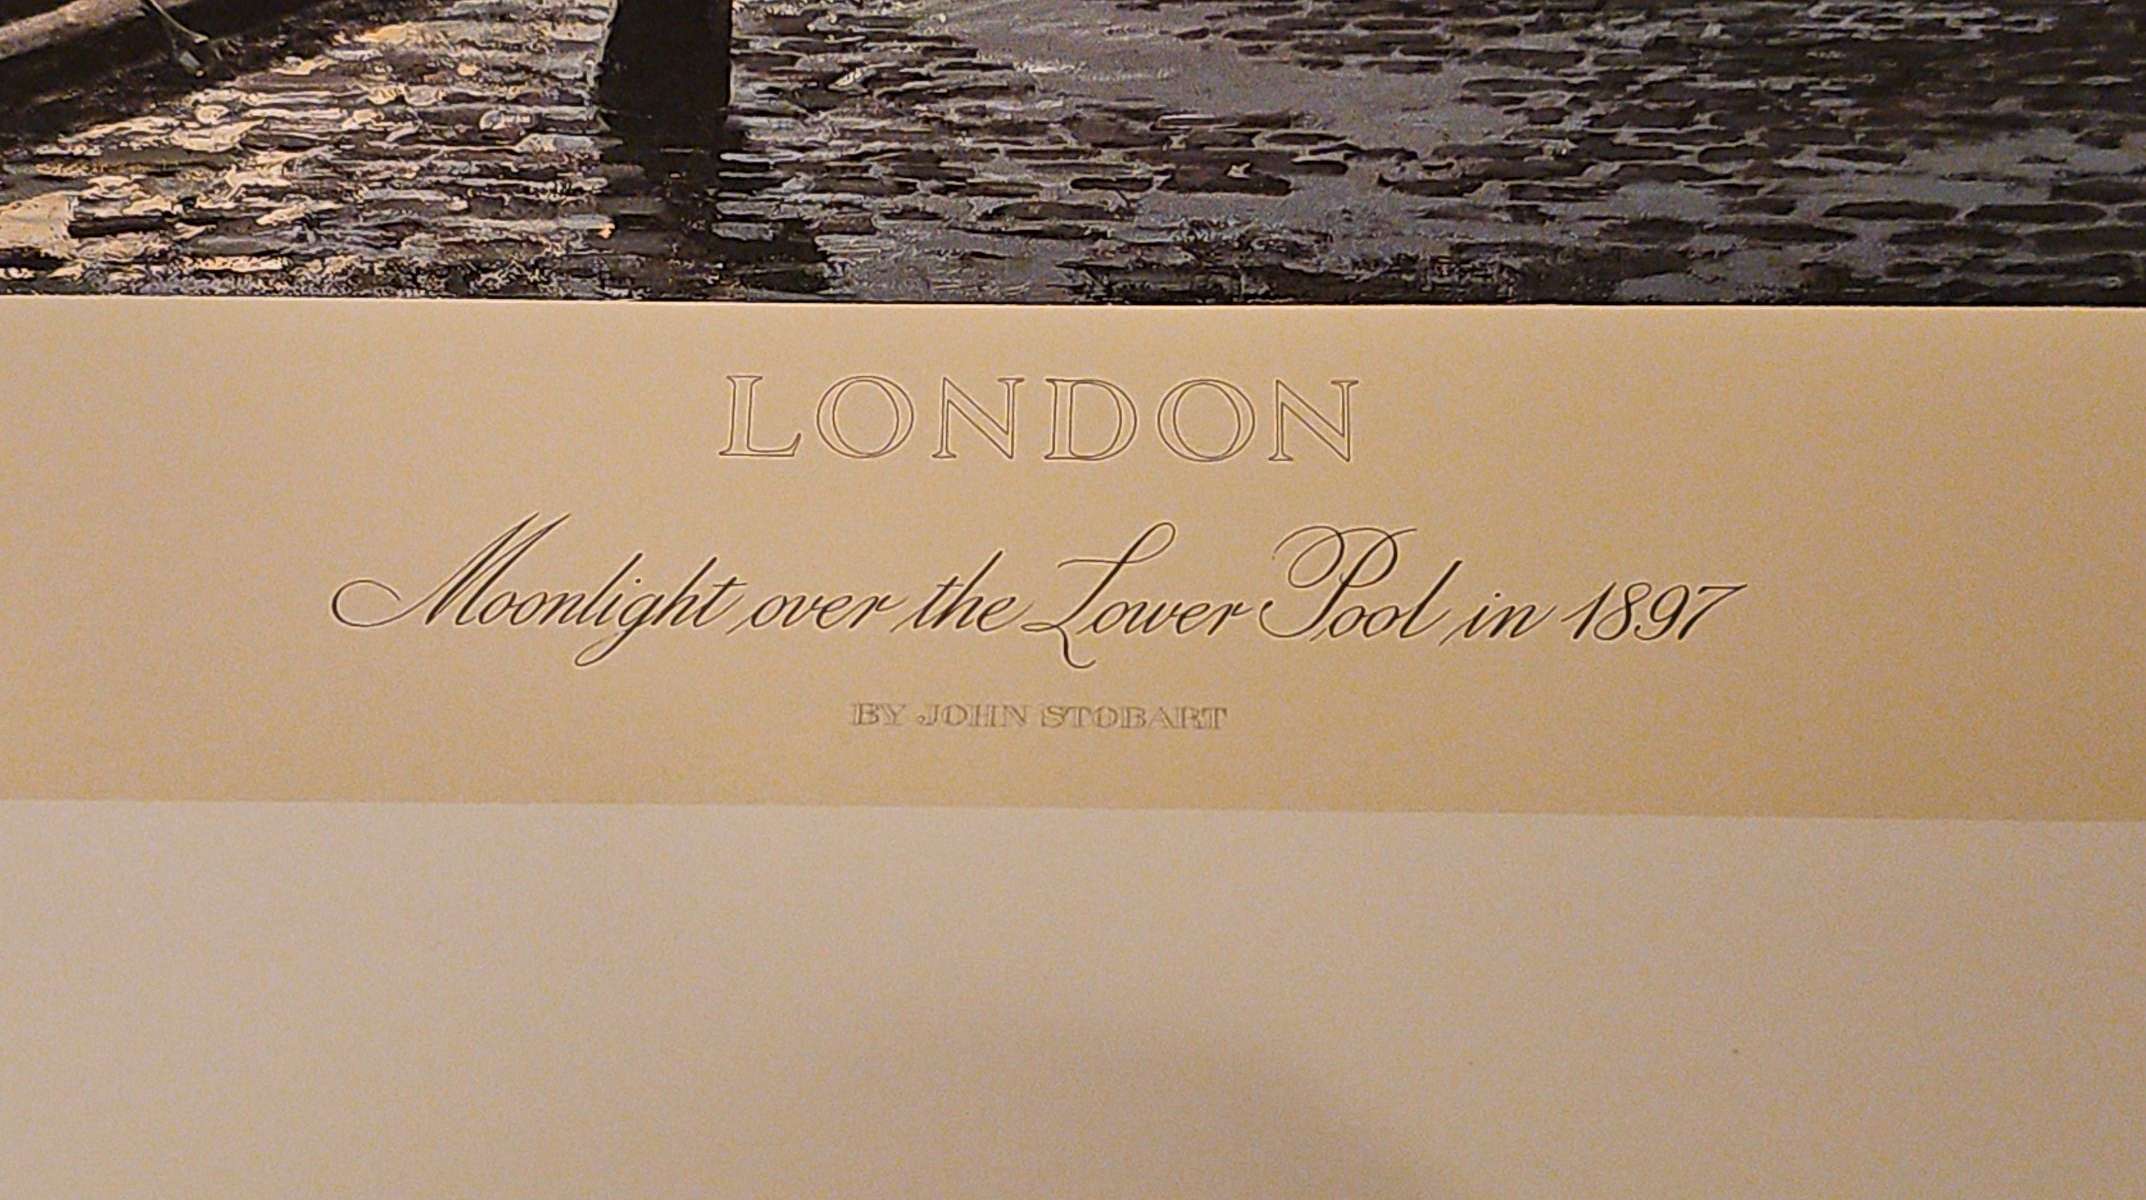 LONDON
Moonlight over the Lower Pool in 1897
BY JOHN STOBART